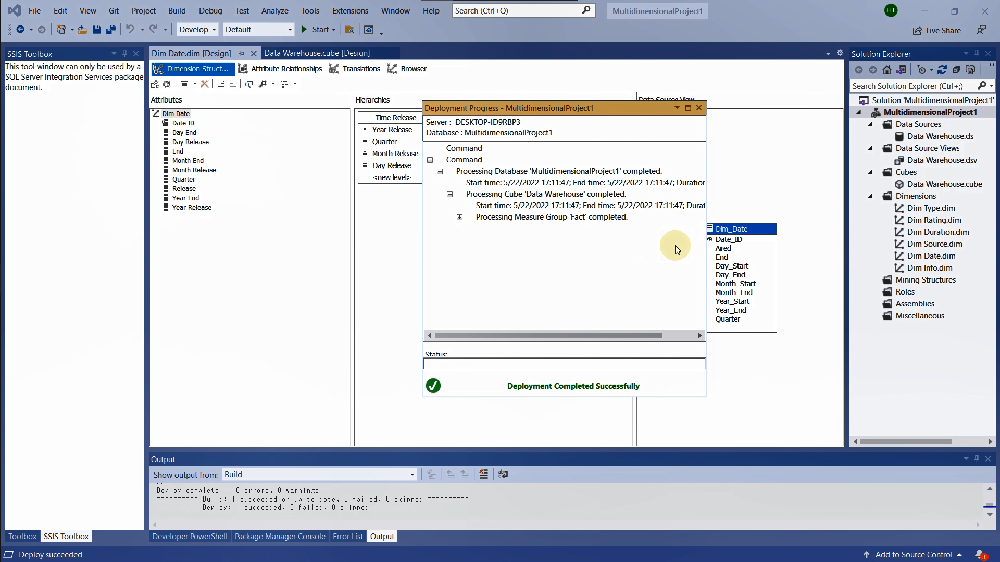 File Edit View Git Project Build Debug Test Analyze Tools Extensions Window Help Search (Ctrl+Q) MultidimensionalProject1 HT
Develop Default Start Live Share
SSIS Toolbox
This tool window can only be used by a
SQL Server Integration Services package
document.
Dim Date.dim [Design] Data Warehouse.cube [Design]
Dimension Struct... Attribute Relationships Translations Browser
Attributes
Dim Date
Date ID
Day End
Day Release
End
Month End
Month Release
Quarter
Release
Year End
Year Release
Hierarchies
Time Release
Year Release
Quarter
Month Release
Day Release
<new level>
Data Source View
Deployment Progress - MultidimensionalProject1
Server : DESKTOP-ID9RBP3
Database : MultidimensionalProject1
Command
Command
Processing Database 'MultidimensionalProject1' completed.
Start time: 5/22/2022 17:11:47; End time: 5/22/2022 17:11:47; Duration
Processing Cube 'Data Warehouse' completed.
Start time: 5/22/2022 17:11:47; End time: 5/22/2022 17:11:47; Durat
Processing Measure Group 'Fact' completed.
Status:
Deployment Completed Successfully
Dim_Date
Date_ID
Aired
End
Day_Start
Day_End
Month_Start
Month_End
Year_Start
Year_End
Quarter
Solution Explorer
Search Solution Explorer (Ctrl+;)
Solution 'MultidimensionalProject1'
MultidimensionalProject1
Data Sources
Data Warehouse.ds
Data Source Views
Data Warehouse.dsv
Cubes
Data Warehouse.cube
Dimensions
Dim Type.dim
Dim Rating.dim
Dim Duration.dim
Dim Source.dim
Dim Date.dim
Dim Info.dim
Mining Structures
Roles
Assemblies
Miscellaneous
Output
Show output from: Build
Done
Deploy complete -- 0 errors, 0 warnings
========== Build: 1 succeeded or up-to-date, 0 failed, 0 skipped ==========
========== Deploy: 1 succeeded, 0 failed, 0 skipped ==========
Toolbox SSIS Toolbox Developer PowerShell Package Manager Console Error List Output
Deploy succeeded Add to Source Control 3